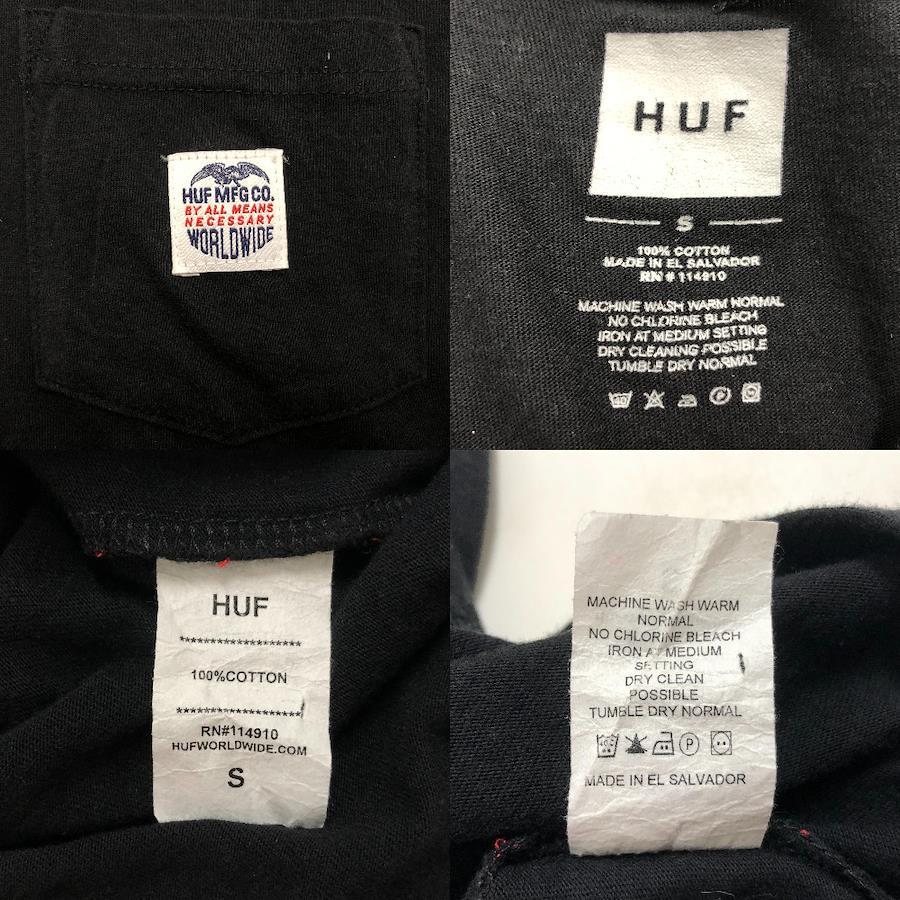 HUF MFG CO.
BY ALL MEANS
NECESSARY
WORLDWIDE
HUF
S
100% COTTON
MADE IN EL SALVADOR
RN # 114910
MACHINE WASH WARM NORMAL
NO CHLORINE BLEACH
IRON AT MEDIUM SETTING
DRY CLEANING POSSIBLE
TUMBLE DRY NORMAL
40
P
HUF
************************
100%COTTON
************************
RN#114910
HUFWORLDWIDE.COM
S
MACHINE WASH WARM
NORMAL
NO CHLORINE BLEACH
IRON AT MEDIUM
SETTING
DRY CLEAN
POSSIBLE
TUMBLE DRY NORMAL
40 P
MADE IN EL SALVADOR